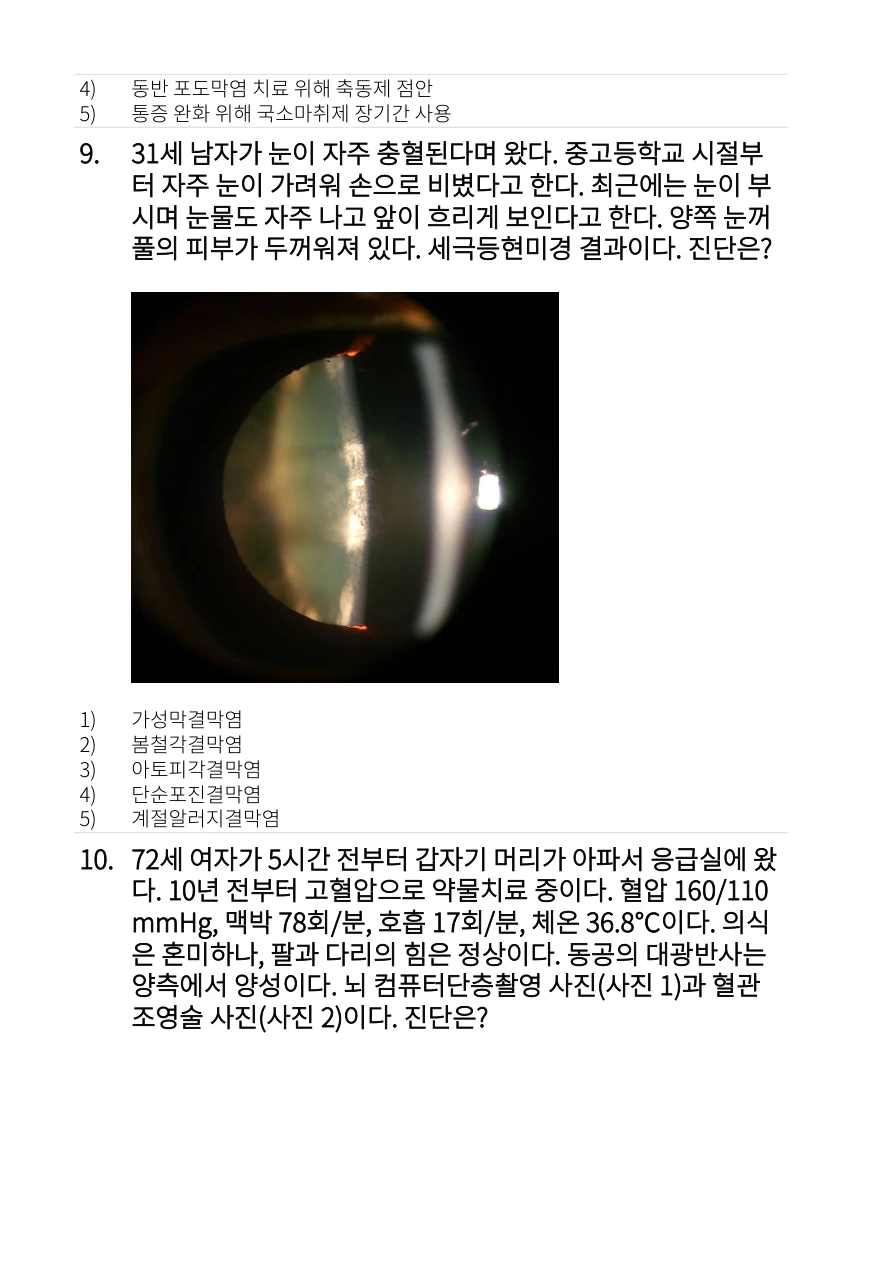 4) 동반 포도막염 치료 위해 축동제 점안
5) 통증 완화 위해 국소마취제 장기간 사용
9. 31세 남자가 눈이 자주 충혈된다며 왔다. 중고등학교 시절부
터 자주 눈이 가려워 손으로 비볐다고 한다. 최근에는 눈이 부
시며 눈물도 자주 나고 앞이 흐리게 보인다고 한다. 양쪽 눈꺼
풀의 피부가 두꺼워져 있다. 세극등현미경 결과이다. 진단은?
1) 가성막결막염
2) 봄철각결막염
3) 아토피각결막염
4) 단순포진결막염
5) 계절알러지결막염
10. 72세 여자가 5시간 전부터 갑자기 머리가 아파서 응급실에 왔
다. 10년 전부터 고혈압으로 약물치료 중이다. 혈압 160/110
mmHg, 맥박 78회/분, 호흡 17회/분, 체온 36.8℃이다. 의식
은 혼미하나, 팔과 다리의 힘은 정상이다. 동공의 대광반사는
양측에서 양성이다. 뇌 컴퓨터단층촬영 사진(사진 1)과 혈관
조영술 사진(사진 2)이다. 진단은?